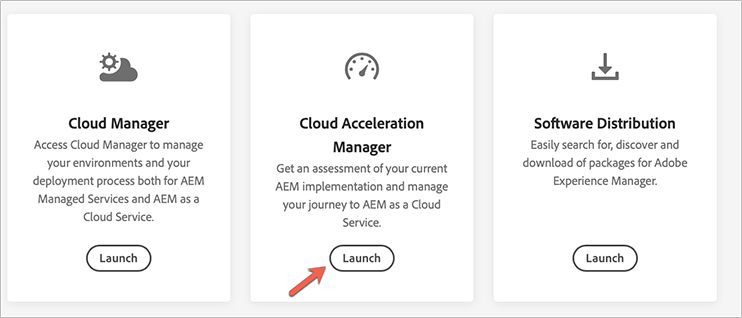 Cloud Manager
Access Cloud Manager to manage
your environments and your
deployment process both for AEM
Managed Services and AEM as a
Cloud Service.
Launch
Cloud Acceleration
Manager
Get an assessment of your current
AEM implementation and manage
your journey to AEM as a Cloud
Service.
Launch
Software Distribution
Easily search for, discover and
download of packages for Adobe
Experience Manager.
Launch